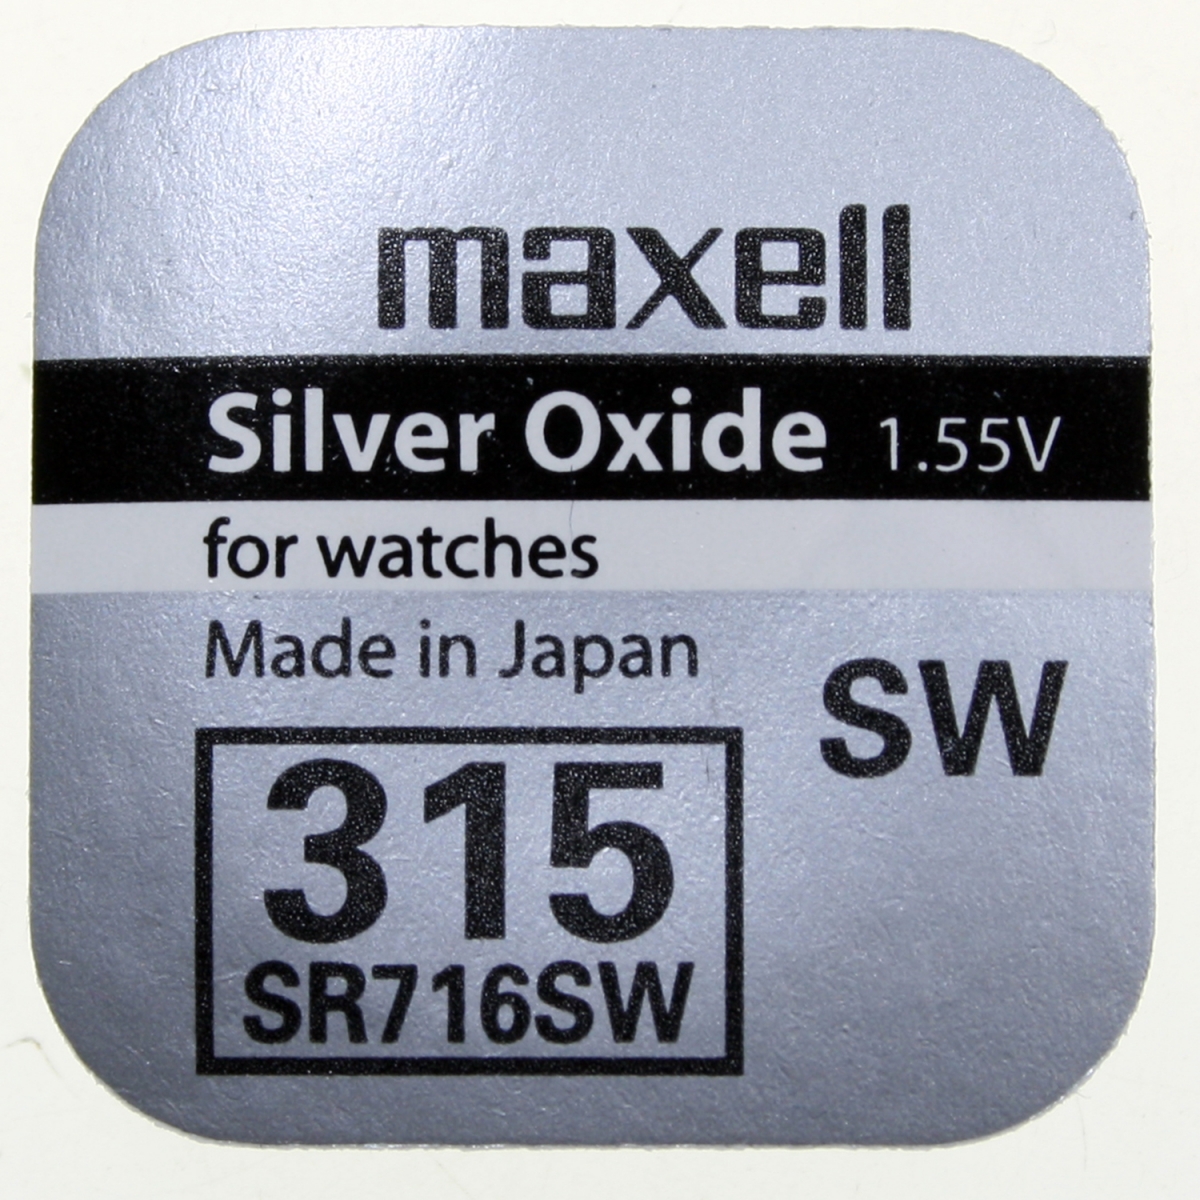 maxell
Silver Oxide 1.55V
for watches
Made in Japan
SW
315
SR716SW